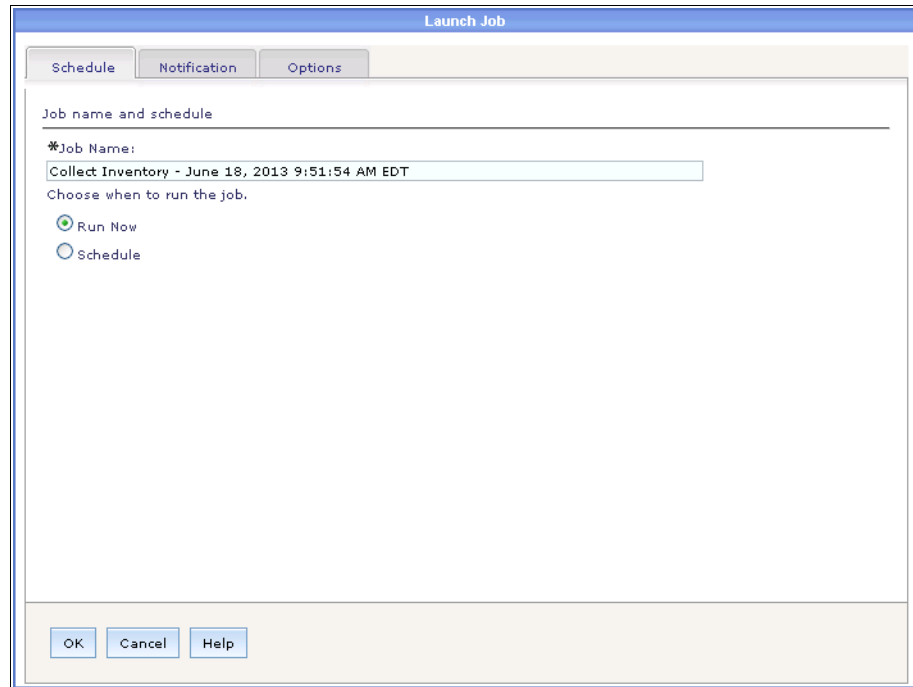 Launch Job
Schedule Notification Options
Job name and schedule
*Job Name:
Collect Inventory - June 18, 2013 9:51:54 AM EDT
Choose when to run the job.
Run Now
Schedule
OK Cancel Help